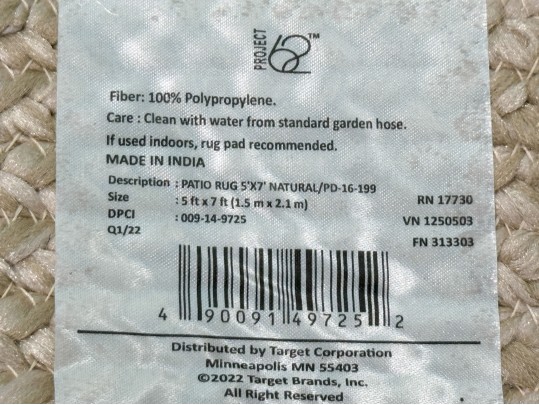 PROJECT 62™
Fiber: 100% Polypropylene.
Care : Clean with water from standard garden hose.
If used indoors, rug pad recommended.
MADE IN INDIA
Description : PATIO RUG 5'X7' NATURAL/PD-16-199
Size : 5 ft x 7 ft (1.5 m x 2.1 m) RN 17730
DPCI : 009-14-9725 VN 1250503
Q1/22 FN 313303
4 90091 49725 2
Distributed by Target Corporation
Minneapolis MN 55403
©2022 Target Brands, Inc.
All Right Reserved